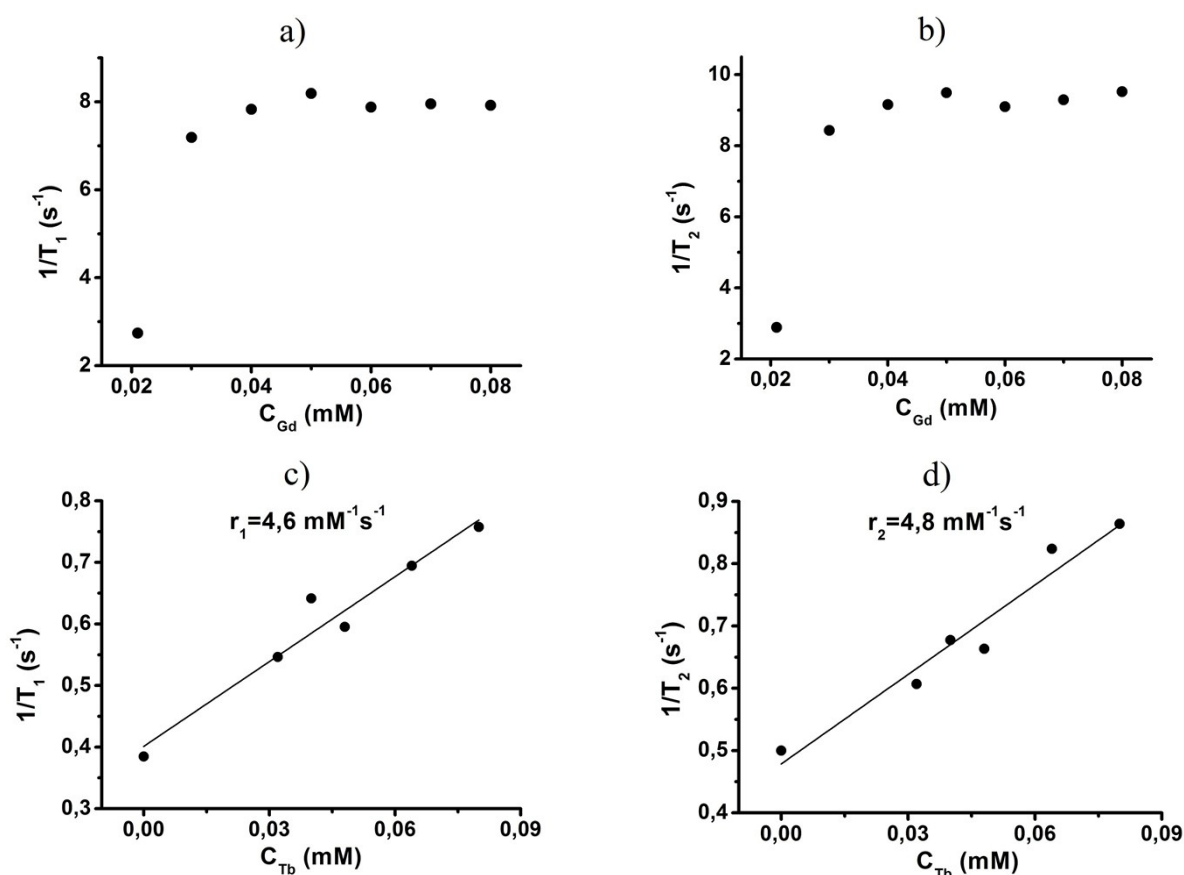 a)
8
6
4
2
1/T₁ (s⁻¹)
0,02 0,04 0,06 0,08
C_Gd (mM)
b)
10
8
6
4
2
1/T₂ (s⁻¹)
0,02 0,04 0,06 0,08
C_Gd (mM)
c)
r₁=4,6 mM⁻¹s⁻¹
0,8
0,7
0,6
0,5
0,4
0,3
1/T₁ (s⁻¹)
0,00 0,03 0,06 0,09
C_Tb (mM)
d)
r₂=4,8 mM⁻¹s⁻¹
0,9
0,8
0,7
0,6
0,5
0,4
1/T₂ (s⁻¹)
0,00 0,03 0,06 0,09
C_Tb (mM)